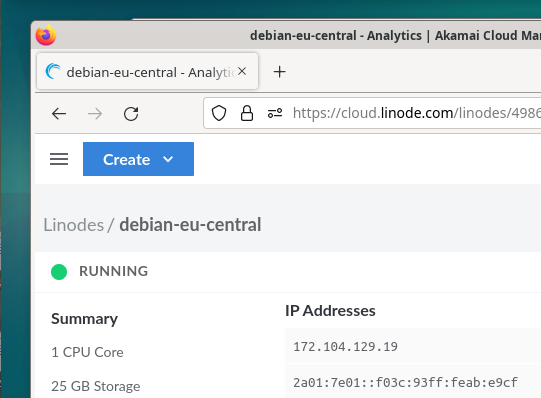 debian-eu-central - Analytics | Akamai Cloud Man
debian-eu-central - Analytic
https://cloud.linode.com/linodes/4986
Create
Linodes / debian-eu-central
RUNNING
Summary
IP Addresses
1 CPU Core
172.104.129.19
25 GB Storage
2a01:7e01::f03c:93ff:feab:e9cf